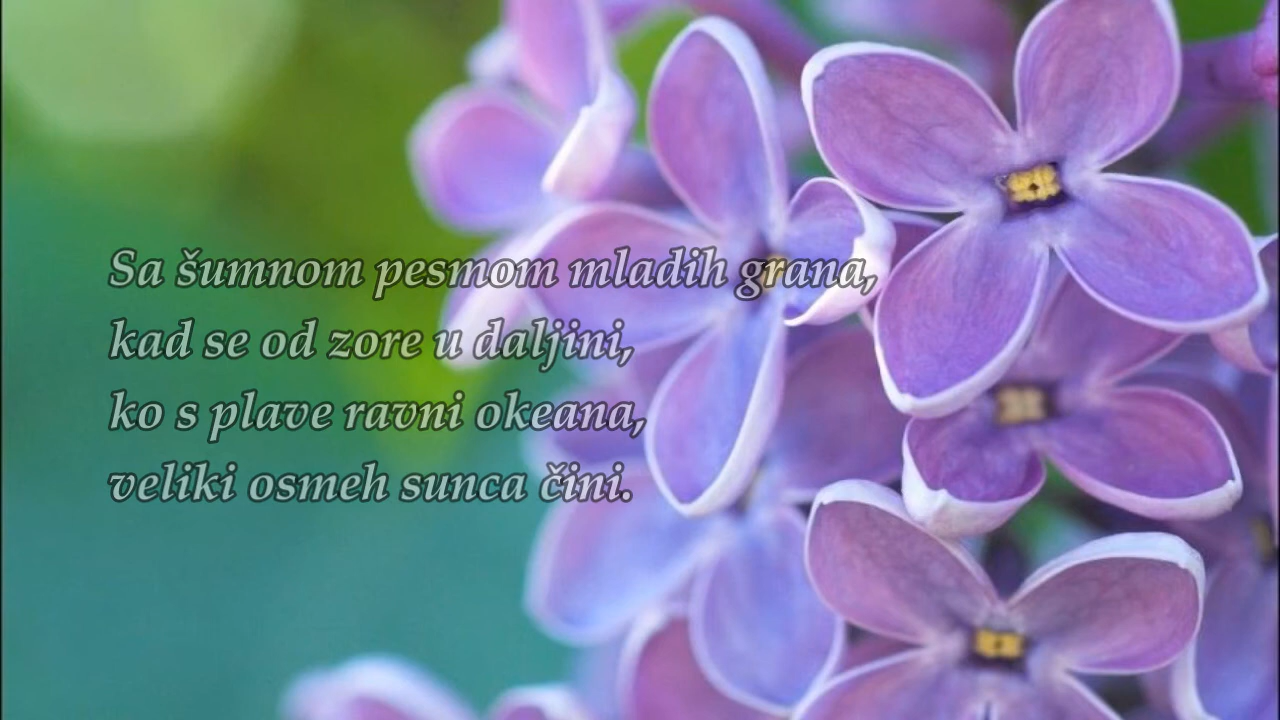 Sa šumnom pesmom mladih grana,
kad se od zore u daljini,
ko s plave ravni okeana,
veliki osmeh sunca čini.